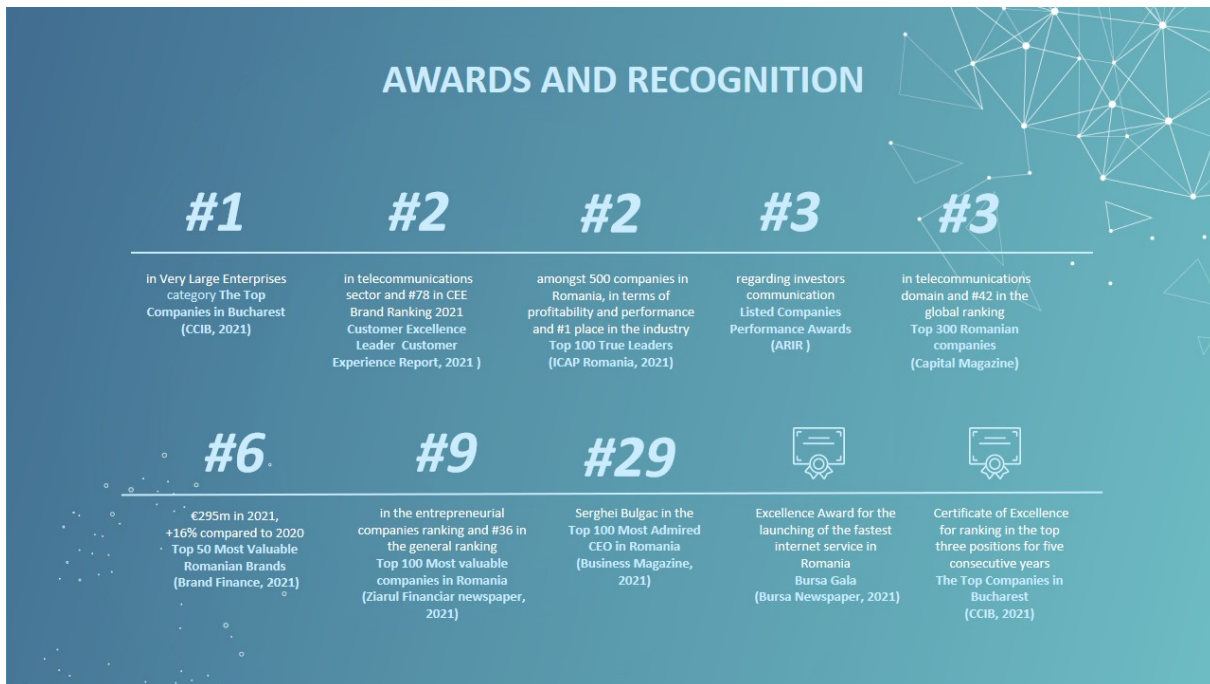 AWARDS AND RECOGNITION
#1
in Very Large Enterprises
category The Top
Companies in Bucharest
(CCIB, 2021)
#2
in telecommunications
sector and #78 in CEE
Brand Ranking 2021
Customer Excellence
Leader Customer
Experience Report, 2021 )
#2
amongst 500 companies in
Romania, in terms of
profitability and performance
and #1 place in the industry
Top 100 True Leaders
(ICAP Romania, 2021)
#3
regarding investors
communication
Listed Companies
Performance Awards
(ARIR )
#3
in telecommunications
domain and #42 in the
global ranking
Top 300 Romanian
companies
(Capital Magazine)
#6
€295m in 2021,
+16% compared to 2020
Top 50 Most Valuable
Romanian Brands
(Brand Finance, 2021)
#9
in the entrepreneurial
companies ranking and #36 in
the general ranking
Top 100 Most valuable
companies in Romania
(Ziarul Financiar newspaper,
2021)
#29
Serghei Bulgac in the
Top 100 Most Admired
CEO in Romania
(Business Magazine,
2021)
Excellence Award for the
launching of the fastest
internet service in
Romania
Bursa Gala
(Bursa Newspaper, 2021)
Certificate of Excellence
for ranking in the top
three positions for five
consecutive years
The Top Companies in
Bucharest
(CCIB, 2021)